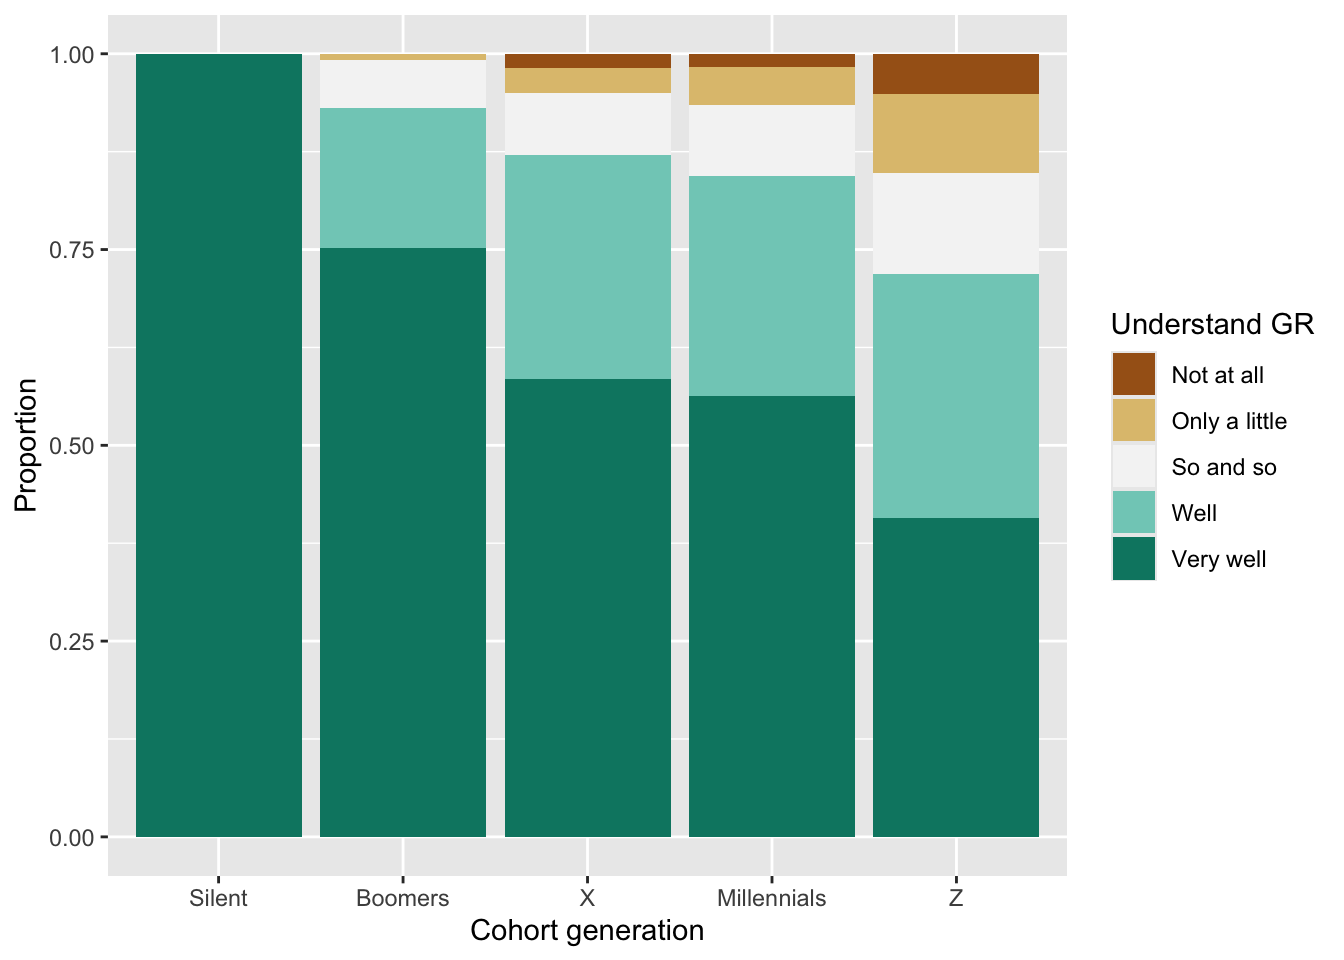 1.00
0.75
0.50
0.25
0.00
Proportion
Silent
Boomers
X
Millennials
Z
Cohort generation
Understand GR
Not at all
Only a little
So and so
Well
Very well